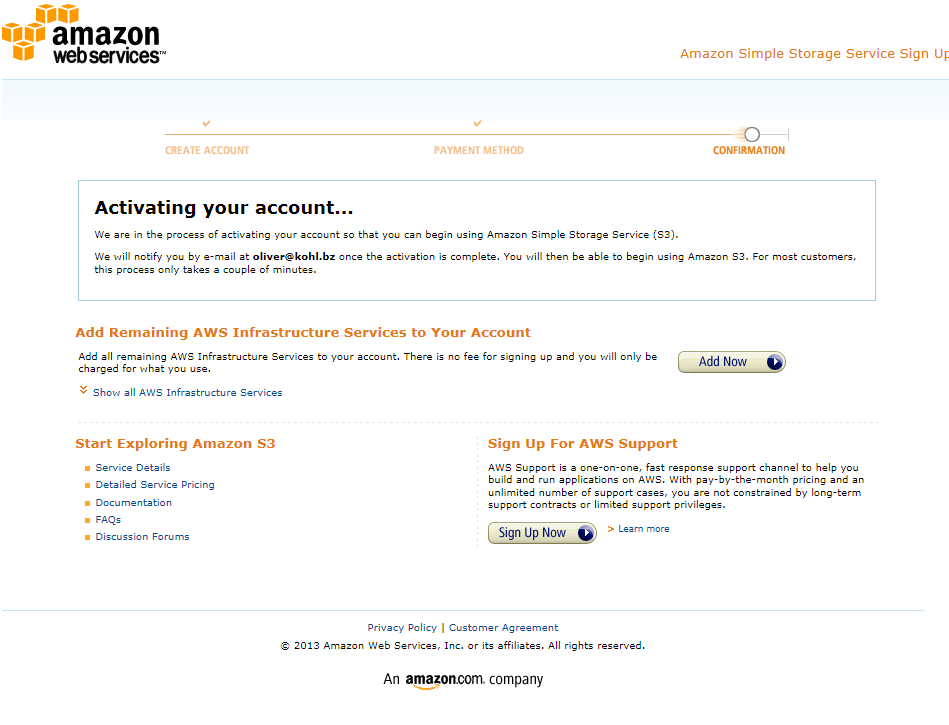 amazon
webservices™
Amazon Simple Storage Service Sign Up
CREATE ACCOUNT
PAYMENT METHOD
CONFIRMATION
Activating your account...
We are in the process of activating your account so that you can begin using Amazon Simple Storage Service (S3).
We will notify you by e-mail at oliver@kohl.bz once the activation is complete. You will then be able to begin using Amazon S3. For most customers,
this process only takes a couple of minutes.
Add Remaining AWS Infrastructure Services to Your Account
Add all remaining AWS Infrastructure Services to your account. There is no fee for signing up and you will only be
charged for what you use.
Add Now
Show all AWS Infrastructure Services
Start Exploring Amazon S3
Service Details
Detailed Service Pricing
Documentation
FAQs
Discussion Forums
Sign Up For AWS Support
AWS Support is a one-on-one, fast response support channel to help you
build and run applications on AWS. With pay-by-the-month pricing and an
unlimited number of support cases, you are not constrained by long-term
support contracts or limited support privileges.
Sign Up Now
> Learn more
Privacy Policy | Customer Agreement
© 2013 Amazon Web Services, Inc. or its affiliates. All rights reserved.
An amazon.com. company